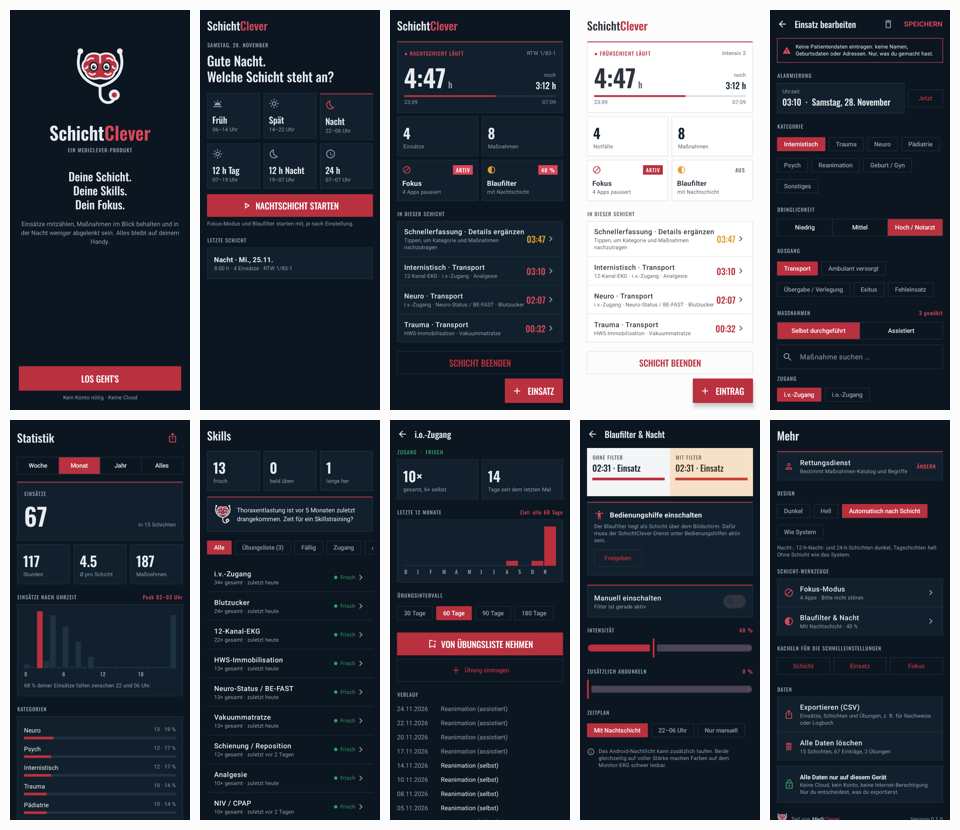 SchichtClever
EIN MEDICLEVER-PRODUKT
Deine Schicht.
Deine Skills.
Dein Fokus.
Einsätze mitzählen, Maßnahmen im Blick behalten und in
der Nacht weniger abgelenkt sein. Alles bleibt auf deinem
Handy.
LOS GEHT'S
Kein Konto nötig · Keine Cloud
SchichtClever
SAMSTAG, 28. NOVEMBER
Gute Nacht.
Welche Schicht steht an?
Früh
06–14 Uhr
Spät
14–22 Uhr
Nacht
22–06 Uhr
12 h Tag
07–19 Uhr
12 h Nacht
19–07 Uhr
24 h
07–07 Uhr
NACHTSCHICHT STARTEN
Fokus-Modus und Blaufilter starten mit, je nach Einstellung.
LETZTE SCHICHT
Nacht · Mi., 25.11.
8:00 h · 4 Einsätze · RTW 1/83-1
SchichtClever
● NACHTSCHICHT LÄUFT
RTW 1/83-1
4:47 h
noch
3:12 h
23:09
07:09
4
Einsätze
8
Maßnahmen
AKTIV
Fokus
4 Apps pausiert
40 %
Blaufilter
mit Nachtschicht
IN DIESER SCHICHT
Schnellerfassung · Details ergänzen
Tippen, um Kategorie und Maßnahmen
nachzutragen
03:47
Internistisch · Transport
12-Kanal-EKG · i.v.-Zugang · Analgesie
03:10
Neuro · Transport
i.v.-Zugang · Neuro-Status / BE-FAST · Blutzucker
02:07
Trauma · Transport
HWS-Immobilisation · Vakuummatratze
00:32
SCHICHT BEENDEN
+ EINSATZ
SchichtClever
● FRÜHSCHICHT LÄUFT
Intensiv 2
4:47 h
noch
3:12 h
23:09
07:09
4
Notfälle
8
Maßnahmen
AKTIV
Fokus
4 Apps pausiert
AUS
Blaufilter
mit Nachtschicht
IN DIESER SCHICHT
Schnellerfassung · Details ergänzen
Tippen, um Kategorie und Maßnahmen
nachzutragen
03:47
Internistisch · Transport
12-Kanal-EKG · i.v.-Zugang · Analgesie
03:10
Neuro · Transport
i.v.-Zugang · Neuro-Status / BE-FAST · Blutzucker
02:07
Trauma · Transport
HWS-Immobilisation · Vakuummatratze
00:32
SCHICHT BEENDEN
+ EINTRAG
Einsatz bearbeiten
SPEICHERN
Keine Patientendaten eintragen: keine Namen,
Geburtsdaten oder Adressen. Nur, was du gemacht hast.
ALARMIERUNG
Uhrzeit
03:10 · Samstag, 28. November
Jetzt
KATEGORIE
Internistisch
Trauma
Neuro
Pädiatrie
Psych
Reanimation
Geburt / Gyn
Sonstiges
DRINGLICHKEIT
Niedrig
Mittel
Hoch / Notarzt
AUSGANG
Transport
Ambulant versorgt
Übergabe / Verlegung
Exitus
Fehleinsatz
MASSNAHMEN
3 gewählt
Selbst durchgeführt
Assistiert
Maßnahme suchen …
ZUGANG
i.v.-Zugang
i.o.-Zugang
Statistik
Woche
Monat
Jahr
Alles
EINSÄTZE
67
in 15 Schichten
117
Stunden
4.5
Ø pro Schicht
187
Maßnahmen
EINSÄTZE NACH UHRZEIT
Peak 02–03 Uhr
0
6
12
18
68 % deiner Einsätze fallen zwischen 22 und 06 Uhr.
KATEGORIEN
Neuro
13 · 19 %
Psych
12 · 17 %
Internistisch
12 · 17 %
Trauma
10 · 14 %
Pädiatrie
10 · 14 %
Skills
13
frisch
0
bald üben
1
lange her
Thoraxentlastung ist vor 5 Monaten zuletzt
drangekommen. Zeit für ein Skillstraining?
Alle
Übungsliste (3)
Fällig
Zugang
i.v.-Zugang
34× gesamt · zuletzt heute
● Frisch
Blutzucker
24× gesamt · zuletzt heute
● Frisch
12-Kanal-EKG
22× gesamt · zuletzt heute
● Frisch
HWS-Immobilisation
13× gesamt · zuletzt heute
● Frisch
Neuro-Status / BE-FAST
13× gesamt · zuletzt heute
● Frisch
Vakuummatratze
13× gesamt · zuletzt heute
● Frisch
Schienung / Reposition
12× gesamt · zuletzt vor 2 Tagen
● Frisch
Analgesie
10× gesamt · zuletzt heute
● Frisch
NIV / CPAP
10× gesamt · zuletzt vor 2 Tagen
● Frisch
i.o.-Zugang
ZUGANG · FRISCH
10×
gesamt, 6× selbst
14
Tage seit dem letzten Mal
LETZTE 12 MONATE
Ziel: alle 60 Tage
D J F M A M J J A S O N
ÜBUNGSINTERVALL
30 Tage
60 Tage
90 Tage
180 Tage
VON ÜBUNGSLISTE NEHMEN
+ Übung eintragen
VERLAUF
24.11.2026 Reanimation (assistiert)
22.11.2026 Reanimation (assistiert)
20.11.2026 Reanimation (assistiert)
17.11.2026 Reanimation (assistiert)
14.11.2026 Reanimation (selbst)
10.11.2026 Reanimation (selbst)
08.11.2026 Reanimation (selbst)
05.11.2026 Reanimation (selbst)
Blaufilter & Nacht
OHNE FILTER
02:31 · Einsatz
MIT FILTER
02:31 · Einsatz
Bedienungshilfe einschalten
Der Blaufilter liegt als Schicht über dem Bildschirm. Dafür
muss der SchichtClever-Dienst unter Bedienungshilfen aktiv
sein.
Freigeben
Manuell einschalten
Filter ist gerade aktiv
INTENSITÄT
40 %
ZUSÄTZLICH ABDUNKELN
0 %
ZEITPLAN
Mit Nachtschicht
22–06 Uhr
Nur manuell
Das Android-Nachtlicht kann zusätzlich laufen. Beide
gleichzeitig auf voller Stärke machen Farben auf dem
Monitor-EKG schwer lesbar.
Mehr
Rettungsdienst
Bestimmt Maßnahmen-Katalog und Begriffe
ÄNDERN
DESIGN
Dunkel
Hell
Automatisch nach Schicht
Wie System
Nacht-, 12-h-Nacht- und 24-h-Schichten dunkel, Tagschichten hell.
Ohne Schicht wie das System.
SCHICHT-WERKZEUGE
Fokus-Modus
4 Apps · Bitte nicht stören
Blaufilter & Nacht
Mit Nachtschicht · 40 %
KACHELN FÜR DIE SCHNELLEINSTELLUNGEN
Schicht
Einsatz
Fokus
DATEN
Exportieren (CSV)
Einsätze, Schichten und Übungen, z. B. für Nachweise
oder Logbuch
Alle Daten löschen
15 Schichten, 67 Einträge, 2 Übungen
Alle Daten nur auf diesem Gerät
Keine Cloud, kein Konto, keine Internet-Berechtigung.
Nur du entscheidest, was du exportierst.
Teil von MediClever
Version 0.1.0